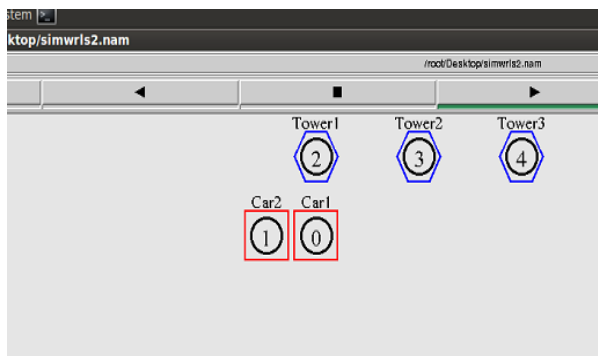 stem
ktop/simwrls2.nam
/root/Desktop/simwrls2.nam
Tower1 Tower2 Tower3
2 3 4
Car2 Car1
1 0